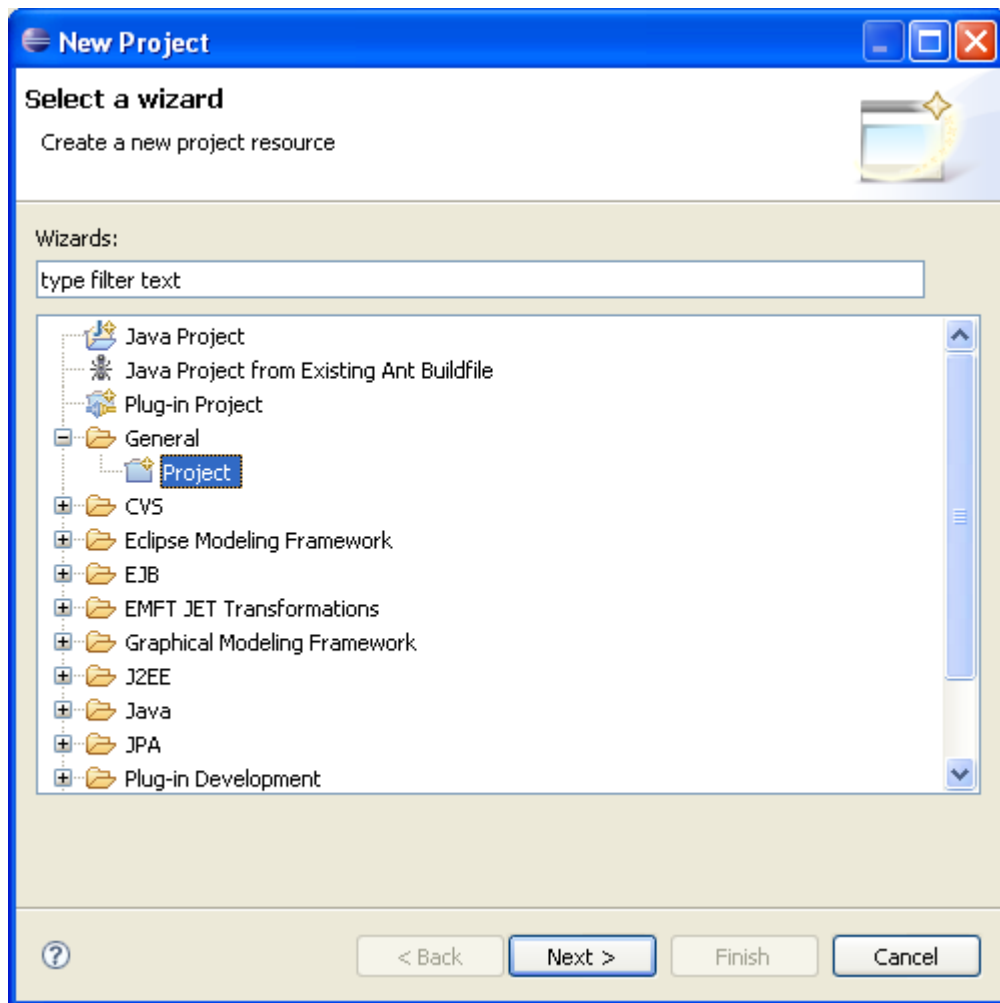 New Project
Select a wizard
Create a new project resource
Wizards:
type filter text
Java Project
Java Project from Existing Ant Buildfile
Plug-in Project
General
Project
CVS
Eclipse Modeling Framework
EJB
EMFT JET Transformations
Graphical Modeling Framework
J2EE
Java
JPA
Plug-in Development
? < Back Next > Finish Cancel